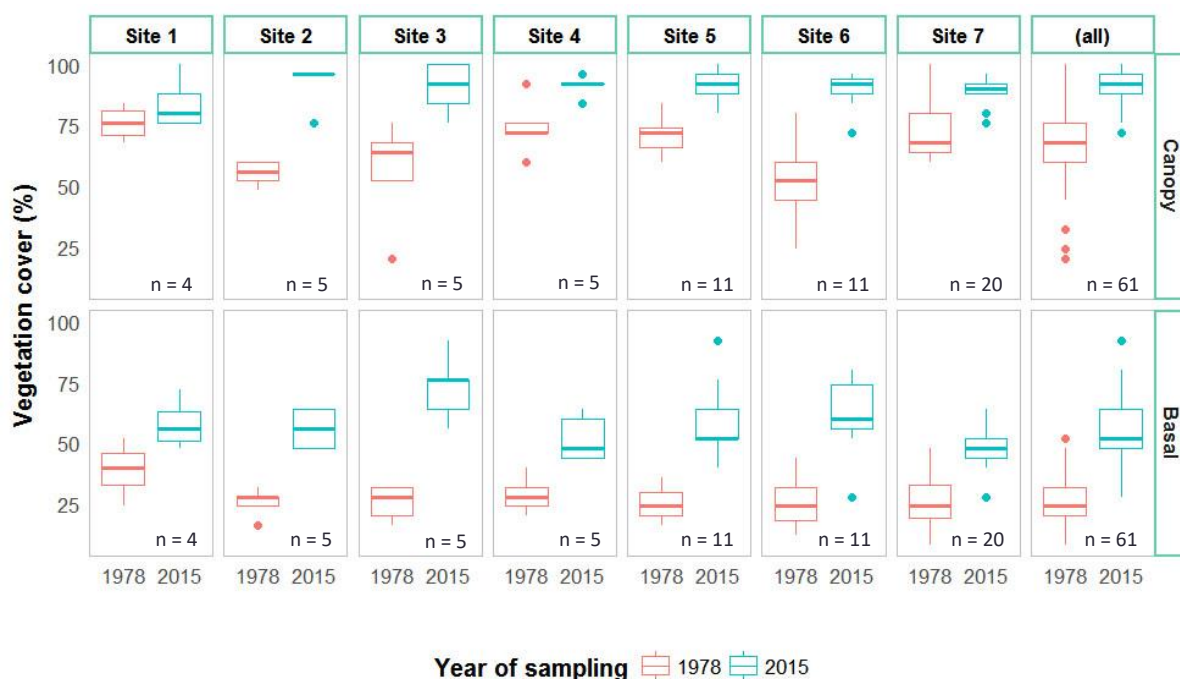 Site 1 Site 2 Site 3 Site 4 Site 5 Site 6 Site 7 (all)
Vegetation cover (%)
100
75
50
25
n = 4 n = 5 n = 5 n = 5 n = 11 n = 11 n = 20 n = 61
Canopy
100
75
50
25
n = 4 n = 5 n = 5 n = 5 n = 11 n = 11 n = 20 n = 61
Basal
1978 2015 1978 2015 1978 2015 1978 2015 1978 2015 1978 2015 1978 2015 1978 2015
Year of sampling 1978 2015